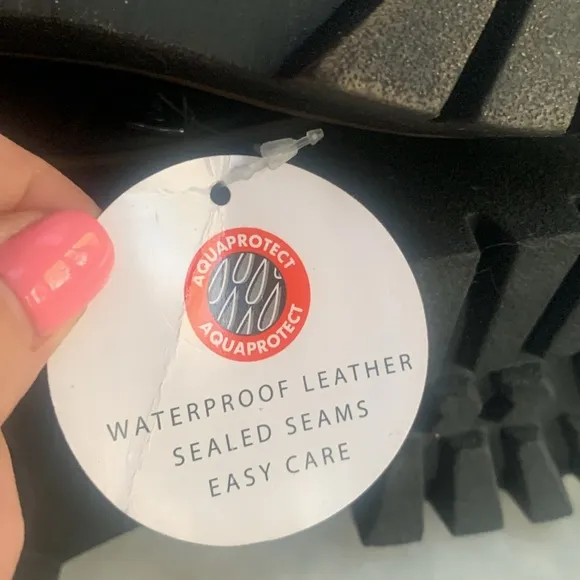 AQUAPROTECT
AQUAPROTECT
WATERPROOF LEATHER
SEALED SEAMS
EASY CARE